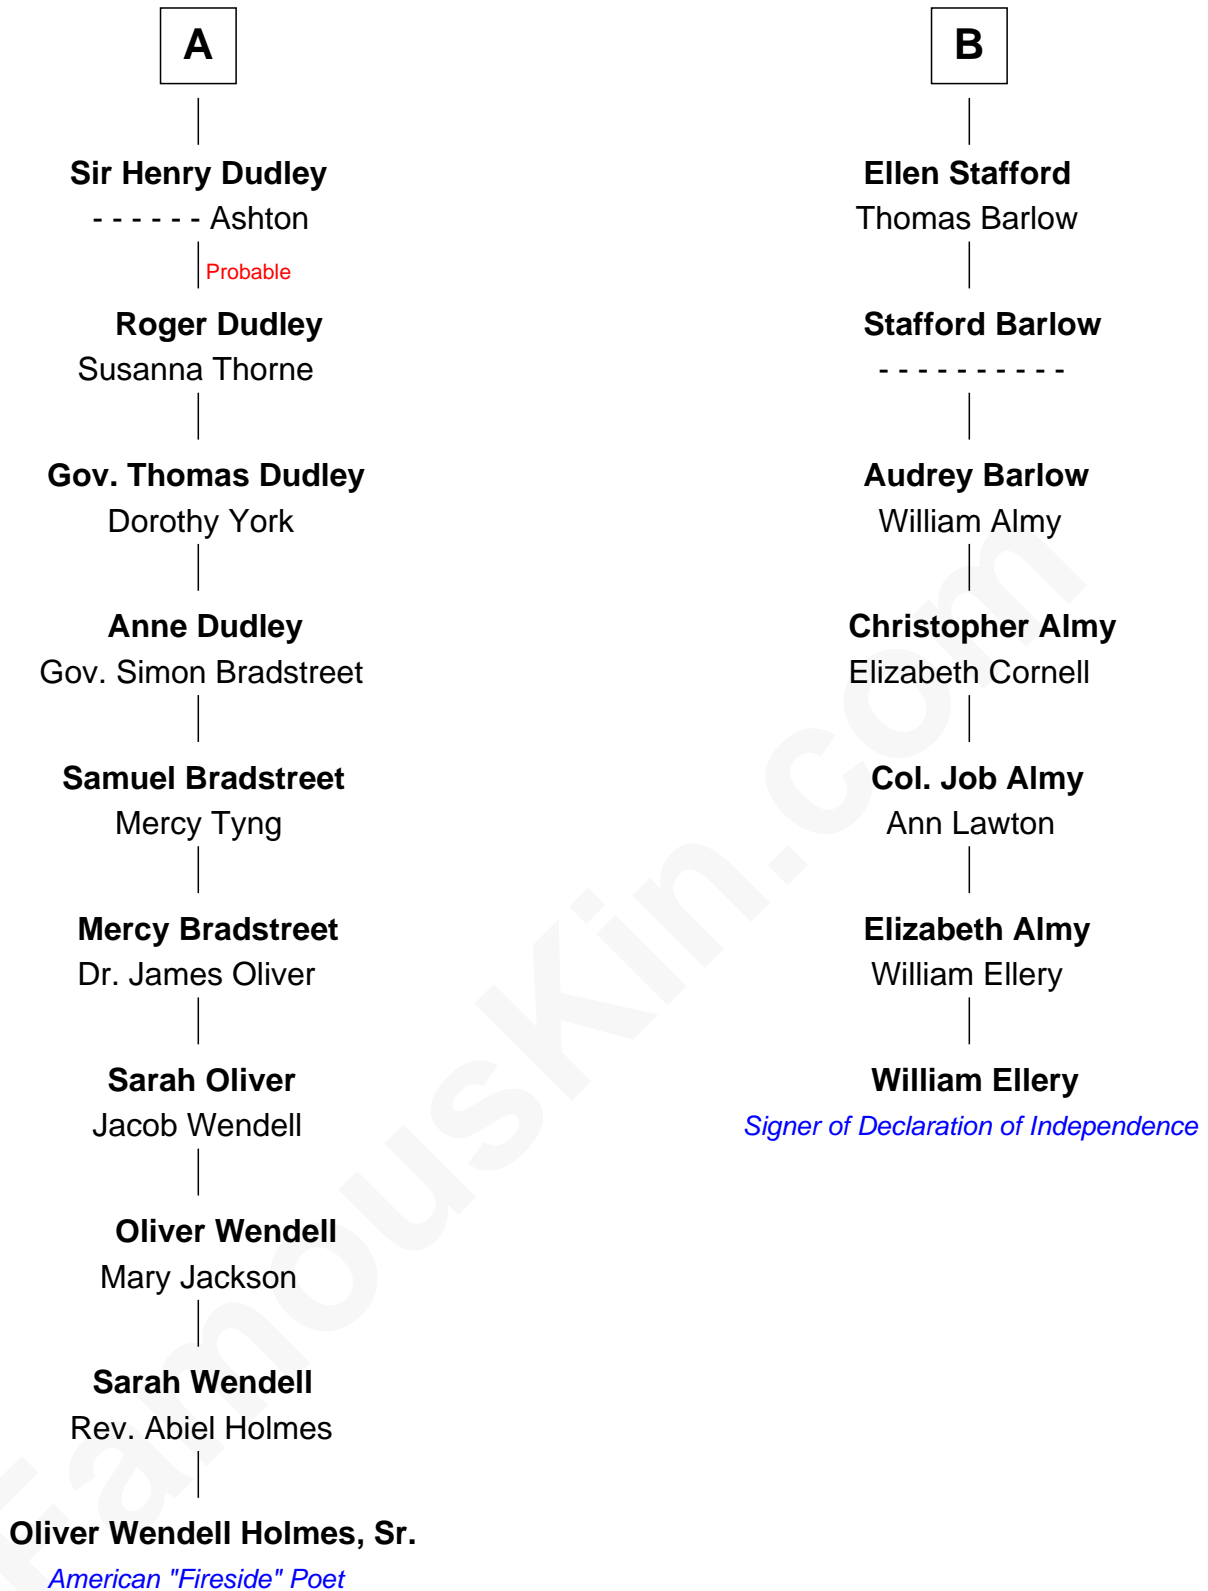 A
Sir Henry Dudley
- - - - - - Ashton
Probable
Roger Dudley
Susanna Thorne
Gov. Thomas Dudley
Dorothy York
Anne Dudley
Gov. Simon Bradstreet
Samuel Bradstreet
Mercy Tyng
Mercy Bradstreet
Dr. James Oliver
Sarah Oliver
Jacob Wendell
Oliver Wendell
Mary Jackson
Sarah Wendell
Rev. Abiel Holmes
Oliver Wendell Holmes, Sr.
American "Fireside" Poet
B
Ellen Stafford
Thomas Barlow
Stafford Barlow
- - - - - - - - - -
Audrey Barlow
William Almy
Christopher Almy
Elizabeth Cornell
Col. Job Almy
Ann Lawton
Elizabeth Almy
William Ellery
William Ellery
Signer of Declaration of Independence
FamousKin.com